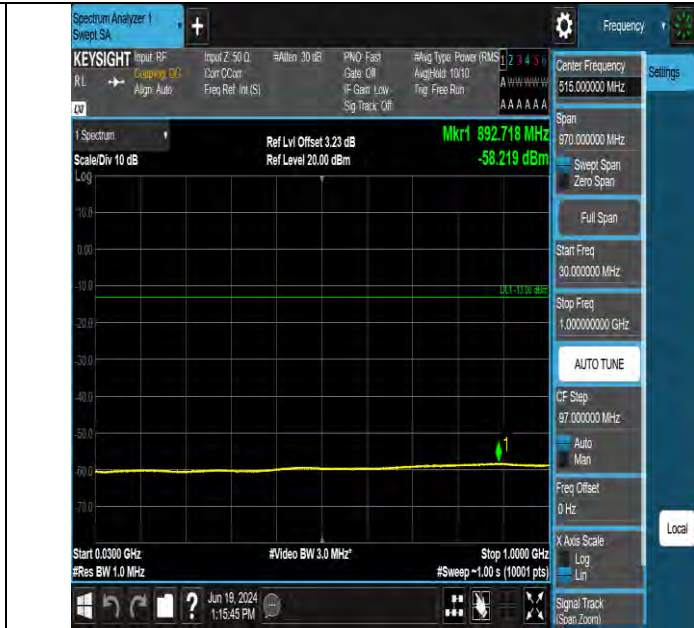 Spectrum Analyzer 1
Swept SA
+
Frequency
KEYSIGHT
RL
Input: RF
Coupling: DC
Align: Auto
Input Z: 50 Ω
Corr CCorr
Freq Ref: Int (S)
#Atten: 30 dB
PNO: Fast
Gate: Off
IF Gain: Low
Sig Track: Off
#Avg Type: Power (RMS
Avg|Hold: 10/10
Trig: Free Run
1 2 3 4 5 6
A W W W W W
A A A A A A
LXI
1 Spectrum
Scale/Div 10 dB
Log
Ref Lvl Offset 3.23 dB
Ref Level 20.00 dBm
Mkr1 892.718 MHz
-58.219 dBm
10.0
0.00
-10.0
DL1 -13.00 dBm
-20.0
-30.0
-40.0
-50.0
1
-60.0
-70.0
Start 0.0300 GHz
#Res BW 1.0 MHz
#Video BW 3.0 MHz*
Stop 1.0000 GHz
#Sweep ~1.00 s (10001 pts)
?
Jun 19, 2024
1:15:45 PM
Center Frequency
515.000000 MHz
Settings
Span
970.000000 MHz
Swept Span
Zero Span
Full Span
Start Freq
30.000000 MHz
Stop Freq
1.000000000 GHz
AUTO TUNE
CF Step
97.000000 MHz
Auto
Man
Freq Offset
0 Hz
X Axis Scale
Log
Lin
Local
Signal Track
(Span Zoom)